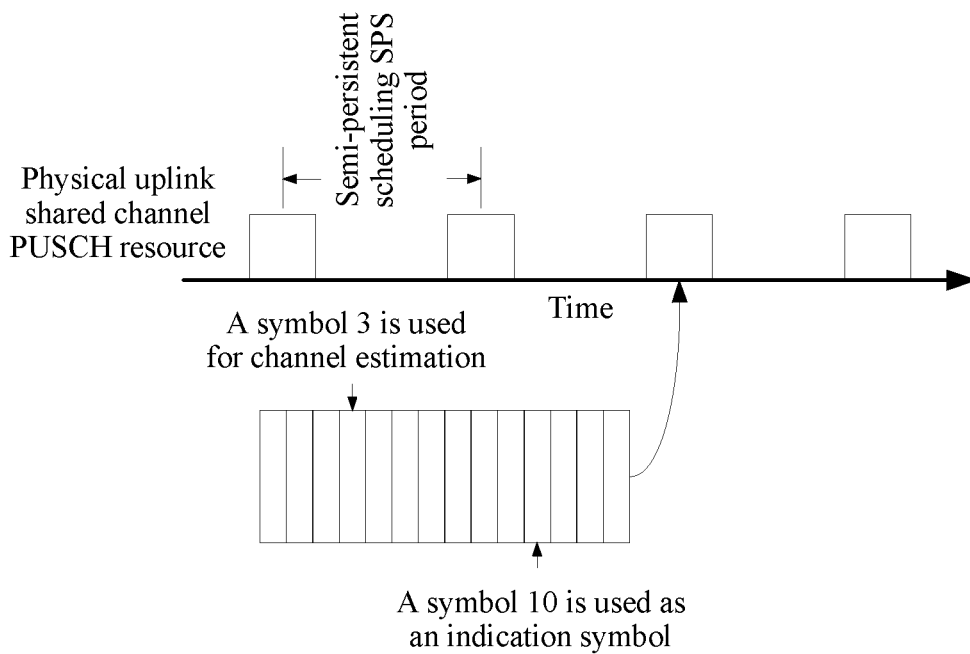 Semi-persistent
scheduling SPS
period
Physical uplink
shared channel
PUSCH resource
Time
A symbol 3 is used
for channel estimation
A symbol 10 is used as
an indication symbol